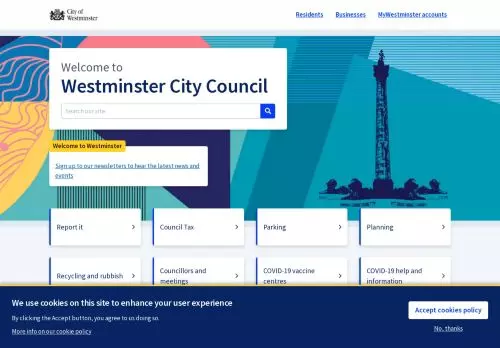 City of
Westminster
Residents
Businesses
MyWestminster accounts
Welcome to
Westminster City Council
Search our site
Welcome to Westminster
Sign up to our newsletters to hear the latest news and
events
Report it
Council Tax
Parking
Planning
Recycling and rubbish
Councillors and
meetings
COVID-19 vaccine
centres
COVID-19 help and
information
We use cookies on this site to enhance your user experience
By clicking the Accept button, you agree to us doing so.
More info on our cookie policy
Accept cookies policy
No, thanks